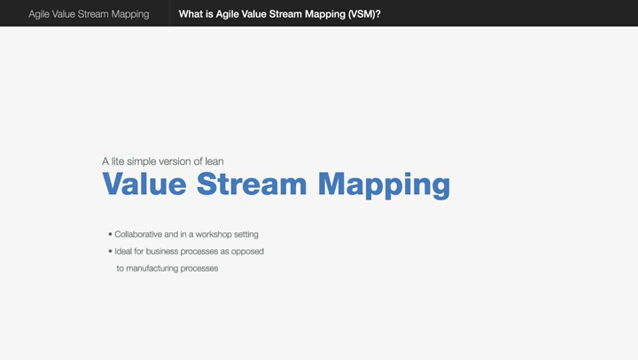 Agile Value Stream Mapping
What is Agile Value Stream Mapping (VSM)?
A lite simple version of lean
Value Stream Mapping
• Collaborative and in a workshop setting
• Ideal for business processes as opposed
to manufacturing processes